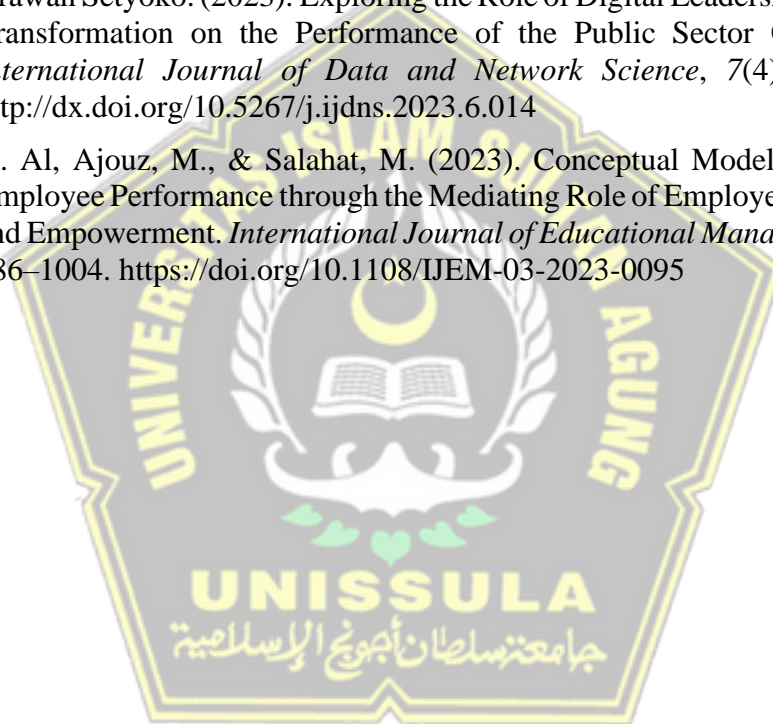 rawan Setyoko. (2023). Exploring the Role of Digital Leaders
ransformation on the Performance of the Public Sector
nternational Journal of Data and Network Science, 7(4)
tp://dx.doi.org/10.5267/j.ijdns.2023.6.014
. Al, Ajouz, M., & Salahat, M. (2023). Conceptual Model
mployee Performance through the Mediating Role of Employe
nd Empowerment. International Journal of Educational Mana
86–1004. https://doi.org/10.1108/IJEM-03-2023-0095
UNIVERSITAS ISLAM SULTAN AGUNG
UNISSULA
جامعة سلطان أجونج الإسلامية